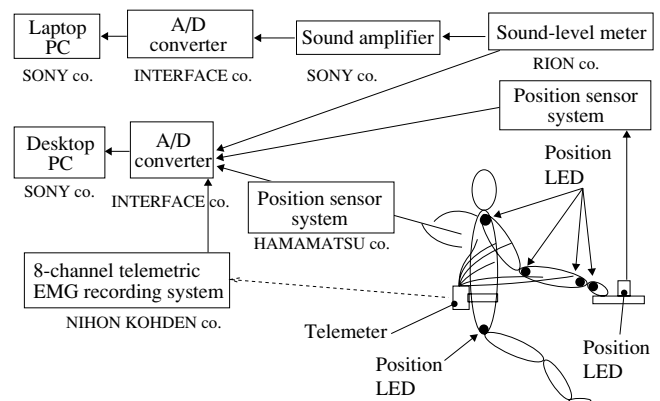 Laptop
PC
SONY co.
A/D
converter
INTERFACE co.
Sound amplifier
SONY co.
Sound-level meter
RION co.
Position sensor
system
Desktop
PC
SONY co.
A/D
converter
INTERFACE co.
Position sensor
system
HAMAMATSU co.
Position
LED
8-channel telemetric
EMG recording system
NIHON KOHDEN co.
Telemeter
Position
LED
Position
LED